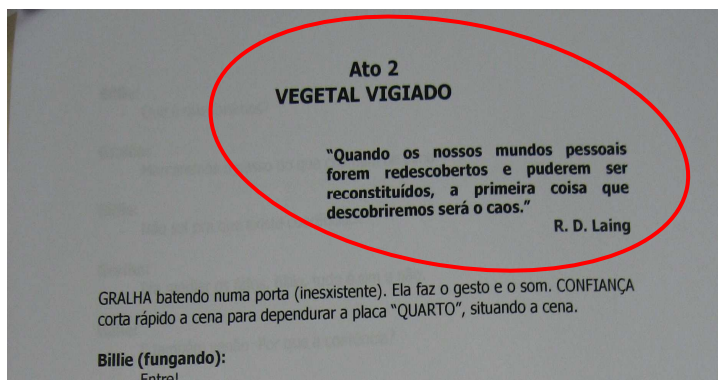 Ato 2
VEGETAL VIGIADO
“Quando os nossos mundos pessoais
forem redescobertos e puderem ser
reconstituídos, a primeira coisa que
descobriremos será o caos.”
R. D. Laing
GRALHA batendo numa porta (inexistente). Ela faz o gesto e o som. CONFIANÇA
corta rápido a cena para dependurar a placa “QUARTO”, situando a cena.
Billie (fungando):
Entre!